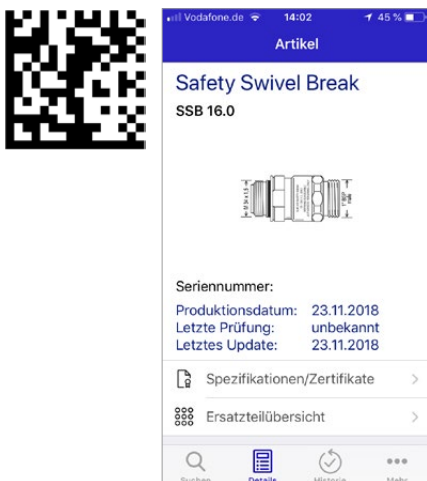 Vodafone.de 14:02 45 %
Artikel
Safety Swivel Break
SSB 16.0
Seriennummer:
Produktionsdatum: 23.11.2018
Letzte Prüfung: unbekannt
Letztes Update: 23.11.2018
Spezifikationen/Zertifikate
Ersatzteilübersicht
Suchen Details Historie Mehr